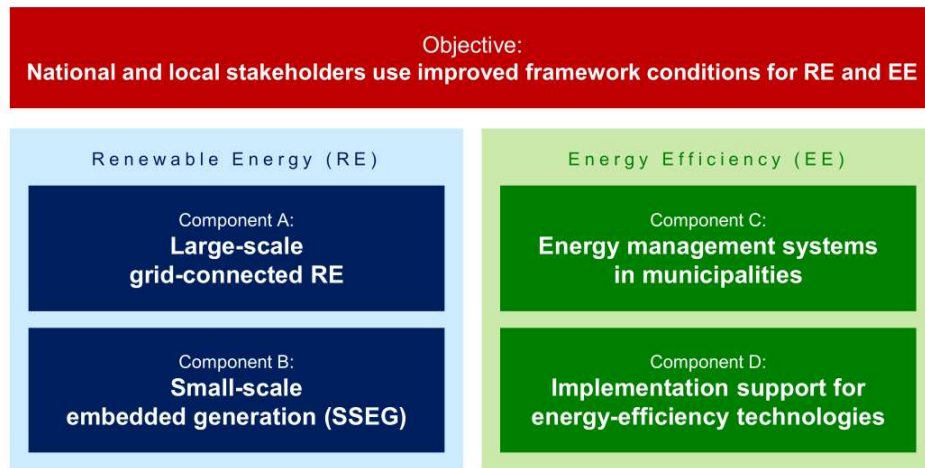 Objective:
National and local stakeholders use improved framework conditions for RE and EE
Renewable Energy (RE)
Component A:
Large-scale
grid-connected RE
Component B:
Small-scale
embedded generation (SSEG)
Energy Efficiency (EE)
Component C:
Energy management systems
in municipalities
Component D:
Implementation support for
energy-efficiency technologies